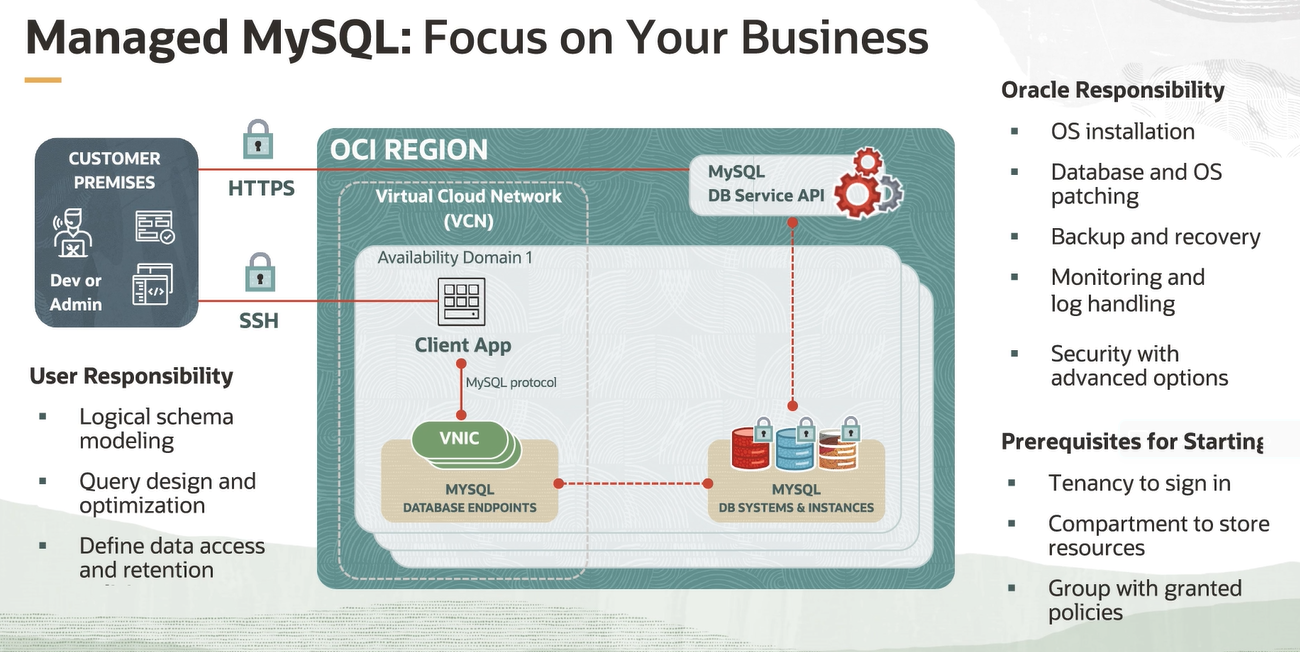 Managed MySQL: Focus on Your Business
CUSTOMER
PREMISES
Dev or
Admin
HTTPS
SSH
OCI REGION
Virtual Cloud Network
(VCN)
Availability Domain 1
Client App
MySQL protocol
VNIC
MYSQL
DATABASE ENDPOINTS
MySQL
DB Service API
MYSQL
DB SYSTEMS & INSTANCES
User Responsibility
▪ Logical schema
modeling
▪ Query design and
optimization
▪ Define data access
and retention
Oracle Responsibility
▪ OS installation
▪ Database and OS
patching
▪ Backup and recovery
▪ Monitoring and
log handling
▪ Security with
advanced options
Prerequisites for Starting
▪ Tenancy to sign in
▪ Compartment to store
resources
▪ Group with granted
policies